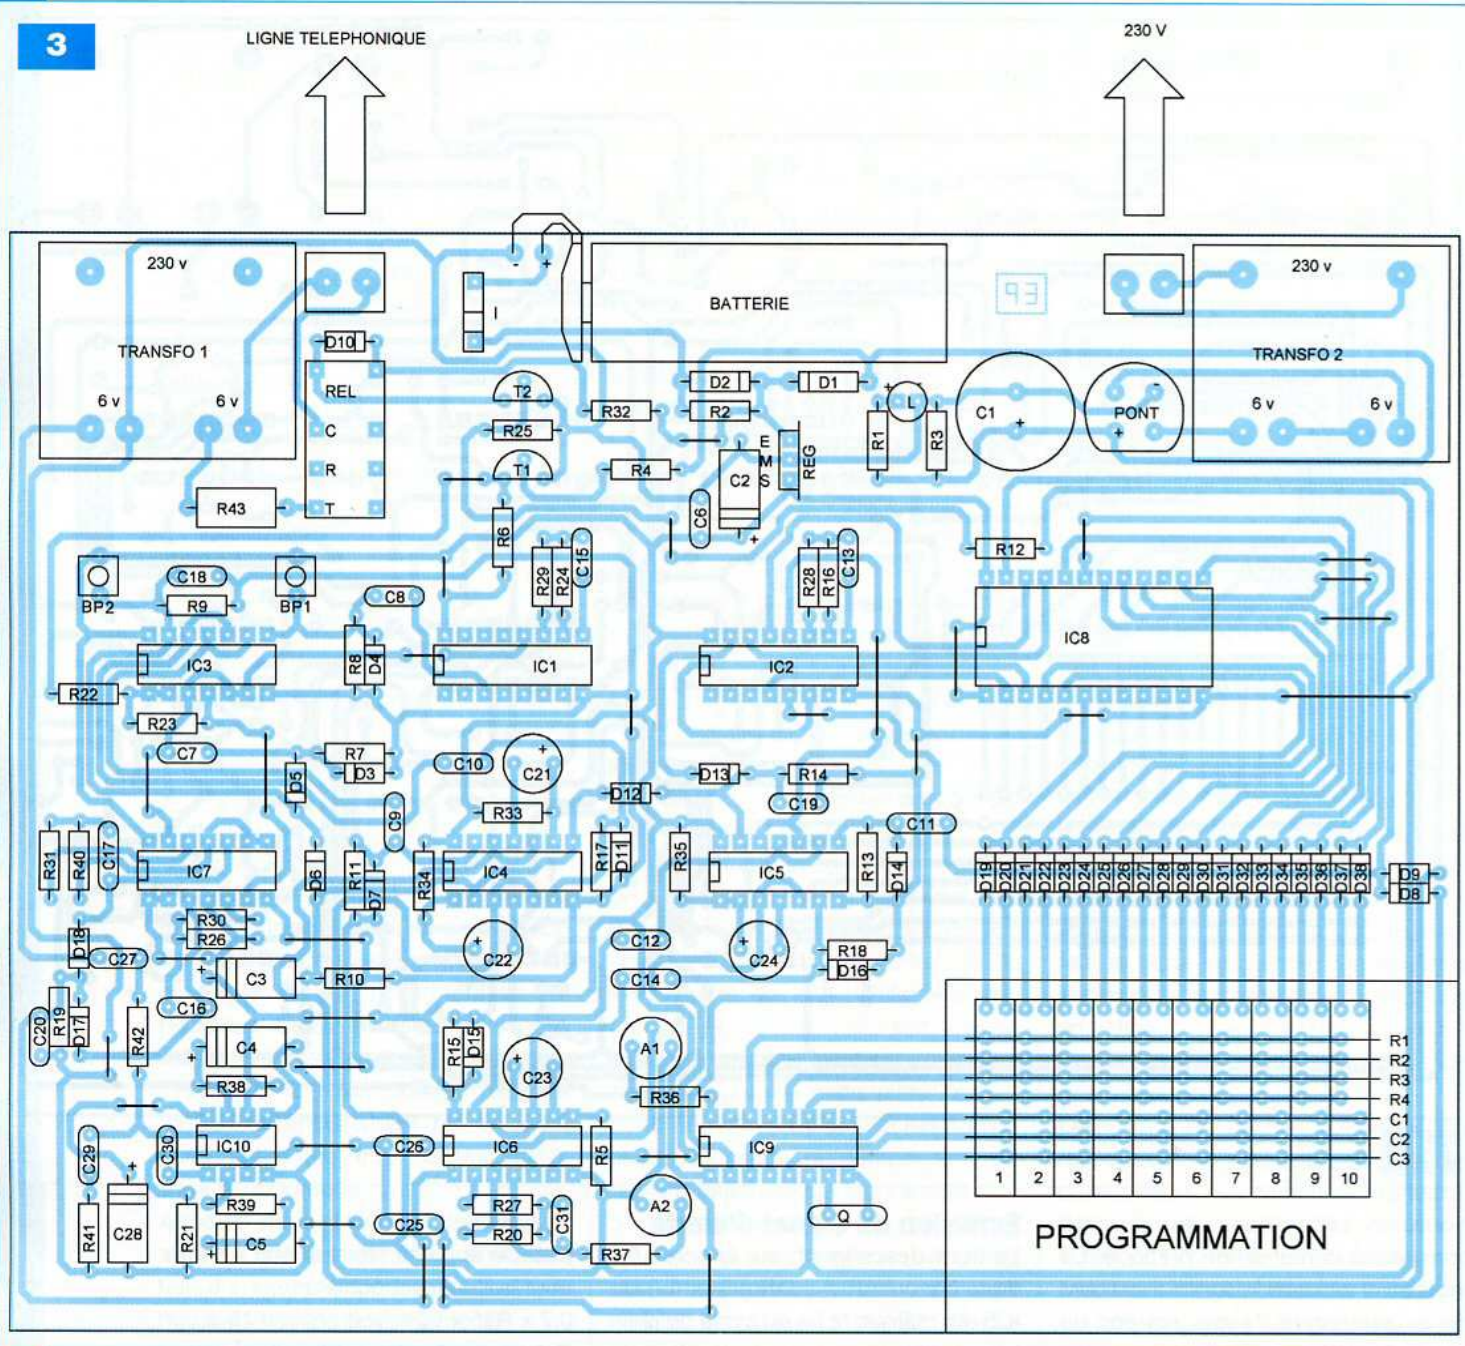 3
LIGNE TELEPHONIQUE
230 V
230 v
BATTERIE
230 v
TRANSFO 1
TRANSFO 2
6 v
6 v
6 v
6 v
- +
I
D10
REL
C
R
T
R43
T2
R25
T1
R32
R4
D2
D1
R2
E
M
S
REG
C2
+
C6
+ -
L
R1
R3
C1
+
PONT
-
+
R6
R29
R24
C15
R28
R16
C13
R12
BP2
C18
R9
BP1
C8
R8
D4
IC3
IC1
IC2
IC8
R22
R23
C7
D5
R7
D3
C10
+
C21
R33
D12
D13
R14
C19
C11
C9
R31
R40
C17
IC7
D6
R11
D7
R34
IC4
R17
D11
R35
IC5
R13
D14
D19
D20
D21
D22
D23
D24
D25
D26
D27
D28
D29
D30
D31
D32
D33
D34
D35
D36
D37
D38
D9
D8
R30
R26
D18
C27
+
C3
R10
+
C22
C12
C14
+
C24
R18
D16
C20
R19
D17
R42
C16
+
C4
R38
R15
D15
+
C23
A1
R36
R1
R2
R3
R4
C1
C2
C3
C29
C30
IC10
C26
IC6
R5
IC9
1 2 3 4 5 6 7 8 9 10
R41
+
C28
R21
R39
+
C5
C25
R27
R20
C31
R37
A2
Q
PROGRAMMATION